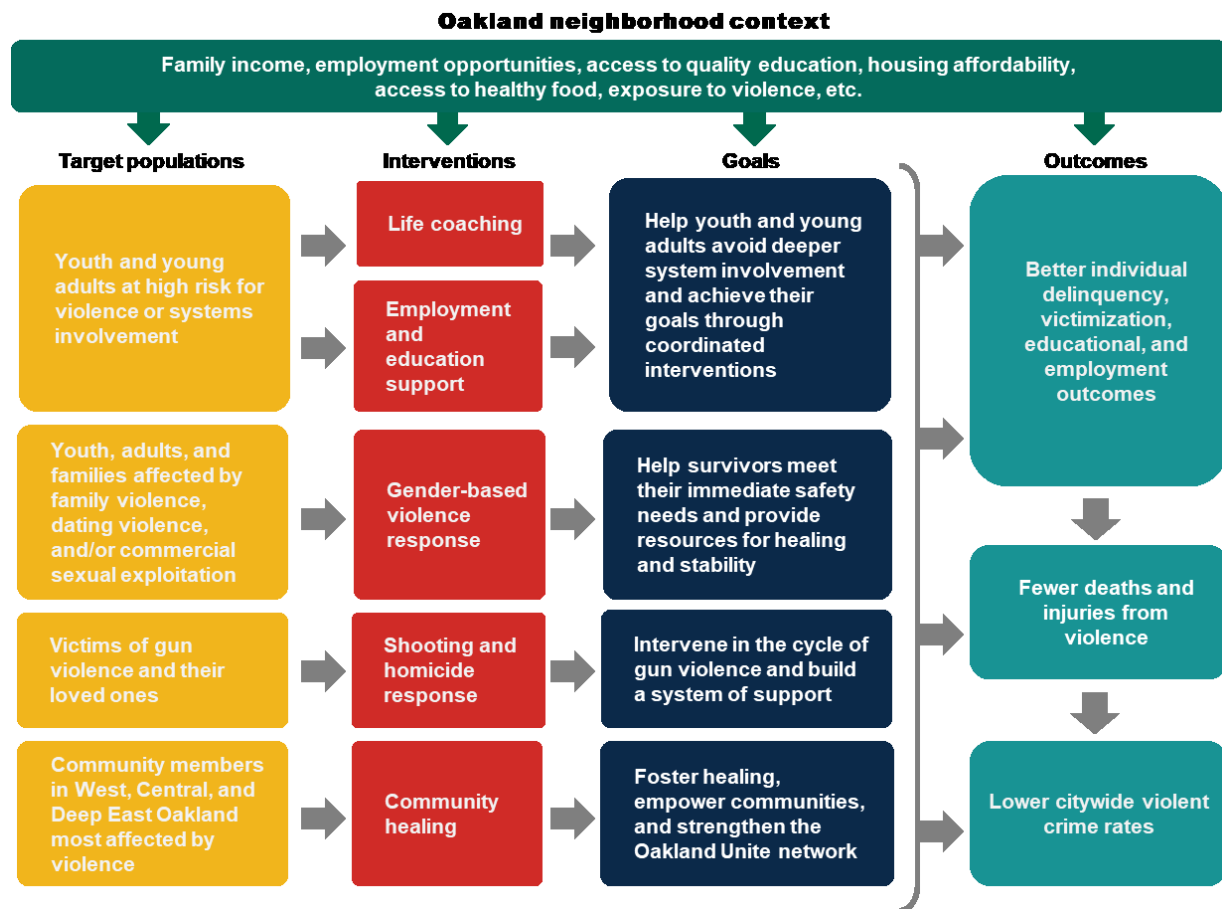 Oakland neighborhood context
Family income, employment opportunities, access to quality education, housing affordability,
access to healthy food, exposure to violence, etc.
Target populations
Interventions
Goals
Outcomes
Youth and young
adults at high risk for
violence or systems
involvement
Life coaching
Employment
and
education
support
Help youth and young
adults avoid deeper
system involvement
and achieve their
goals through
coordinated
interventions
Better individual
delinquency,
victimization,
educational, and
employment
outcomes
Youth, adults, and
families affected by
family violence,
dating violence,
and/or commercial
sexual exploitation
Gender-based
violence
response
Help survivors meet
their immediate safety
needs and provide
resources for healing
and stability
Fewer deaths and
injuries from
violence
Victims of gun
violence and their
loved ones
Shooting and
homicide
response
Intervene in the cycle of
gun violence and build
a system of support
Community members
in West, Central, and
Deep East Oakland
most affected by
violence
Community
healing
Foster healing,
empower communities,
and strengthen the
Oakland Unite network
Lower citywide violent
crime rates